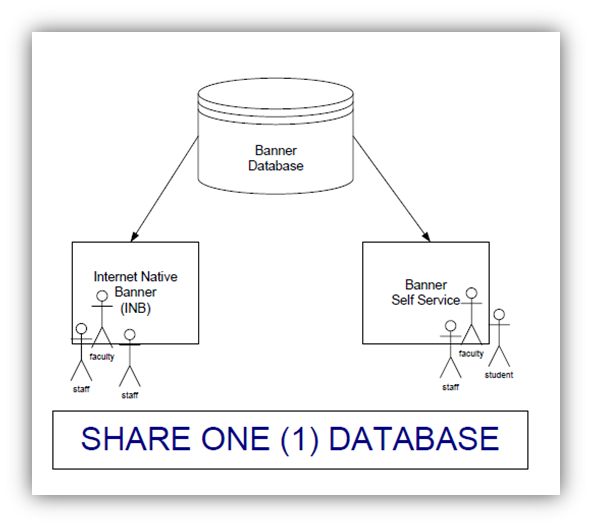 Banner
Database
Internet Native
Banner
(INB)
faculty
staff
staff
Banner
Self Service
faculty
staff
student
SHARE ONE (1) DATABASE